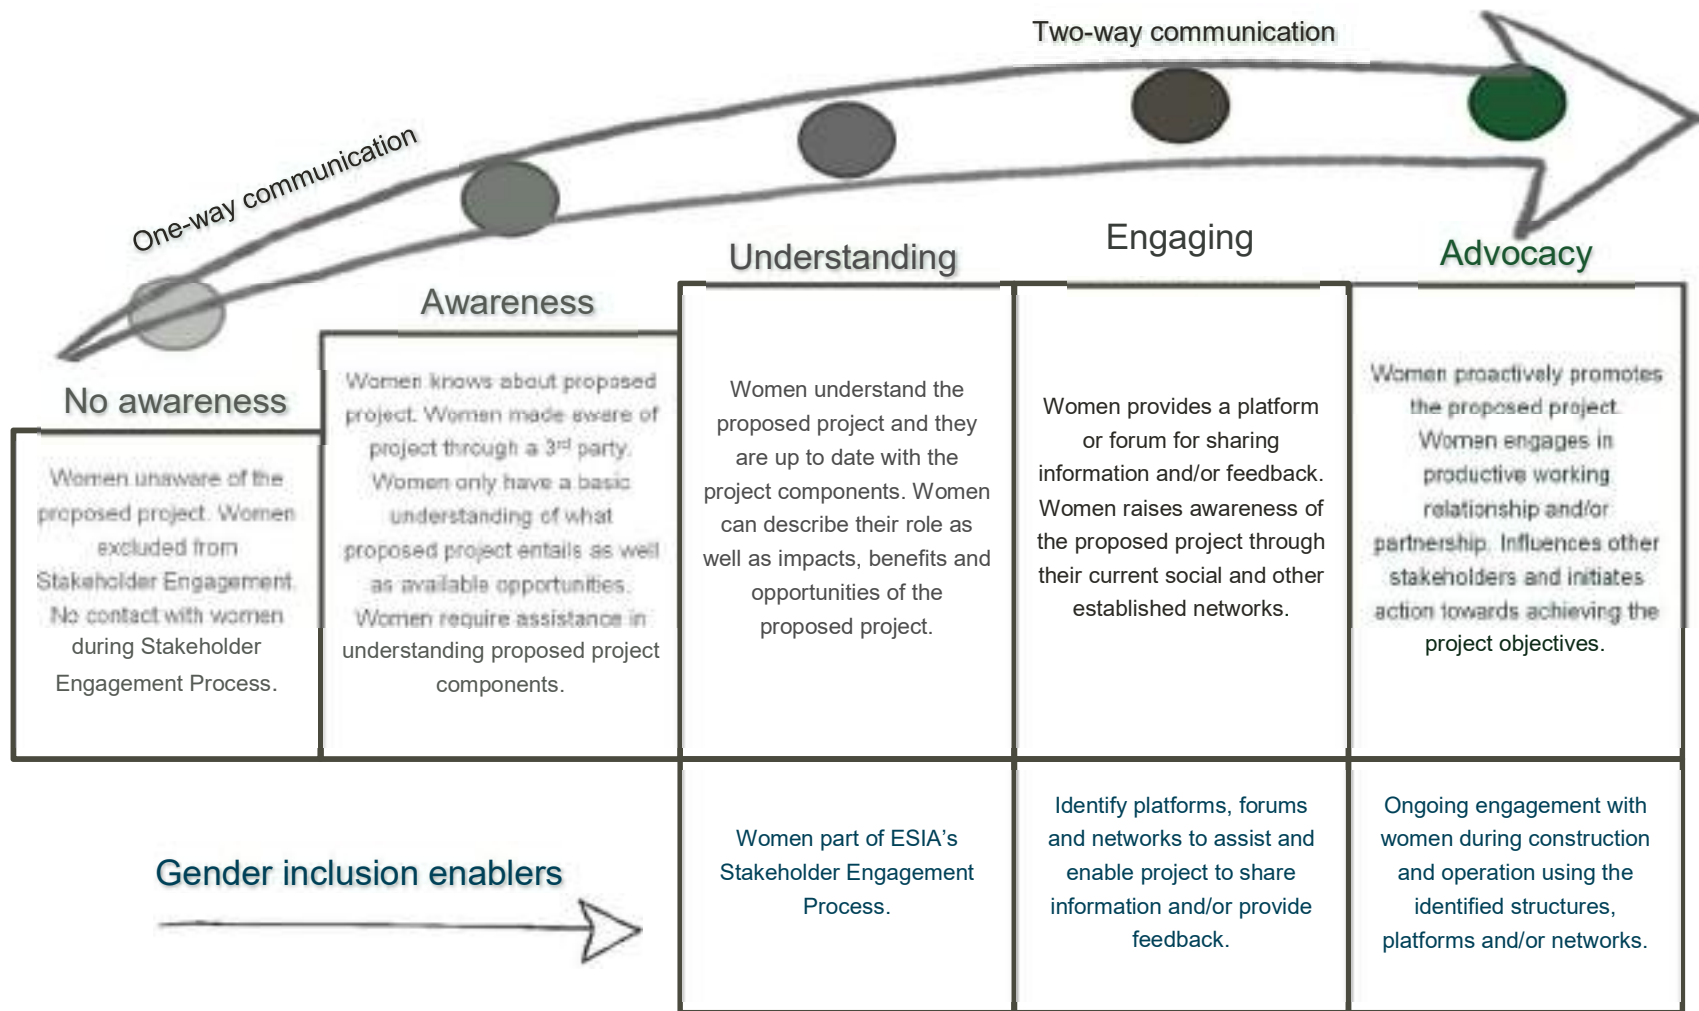 Two-way communication
One-way communication
No awareness
Women unaware of the
proposed project. Women
excluded from
Stakeholder Engagement.
No contact with women
during Stakeholder
Engagement Process.
Awareness
Women knows about proposed
project. Women made aware of
project through a 3rd party.
Women only have a basic
understanding of what
proposed project entails as well
as available opportunities.
Women require assistance in
understanding proposed project
components.
Understanding
Women understand the
proposed project and they
are up to date with the
project components. Women
can describe their role as
well as impacts, benefits and
opportunities of the
proposed project.
Engaging
Women provides a platform
or forum for sharing
information and/or feedback.
Women raises awareness of
the proposed project through
their current social and other
established networks.
Advocacy
Women proactively promotes
the proposed project.
Women engages in
productive working
relationship and/or
partnership. Influences other
stakeholders and initiates
action towards achieving the
project objectives.
Gender inclusion enablers
Women part of ESIA’s
Stakeholder Engagement
Process.
Identify platforms, forums
and networks to assist and
enable project to share
information and/or provide
feedback.
Ongoing engagement with
women during construction
and operation using the
identified structures,
platforms and/or networks.